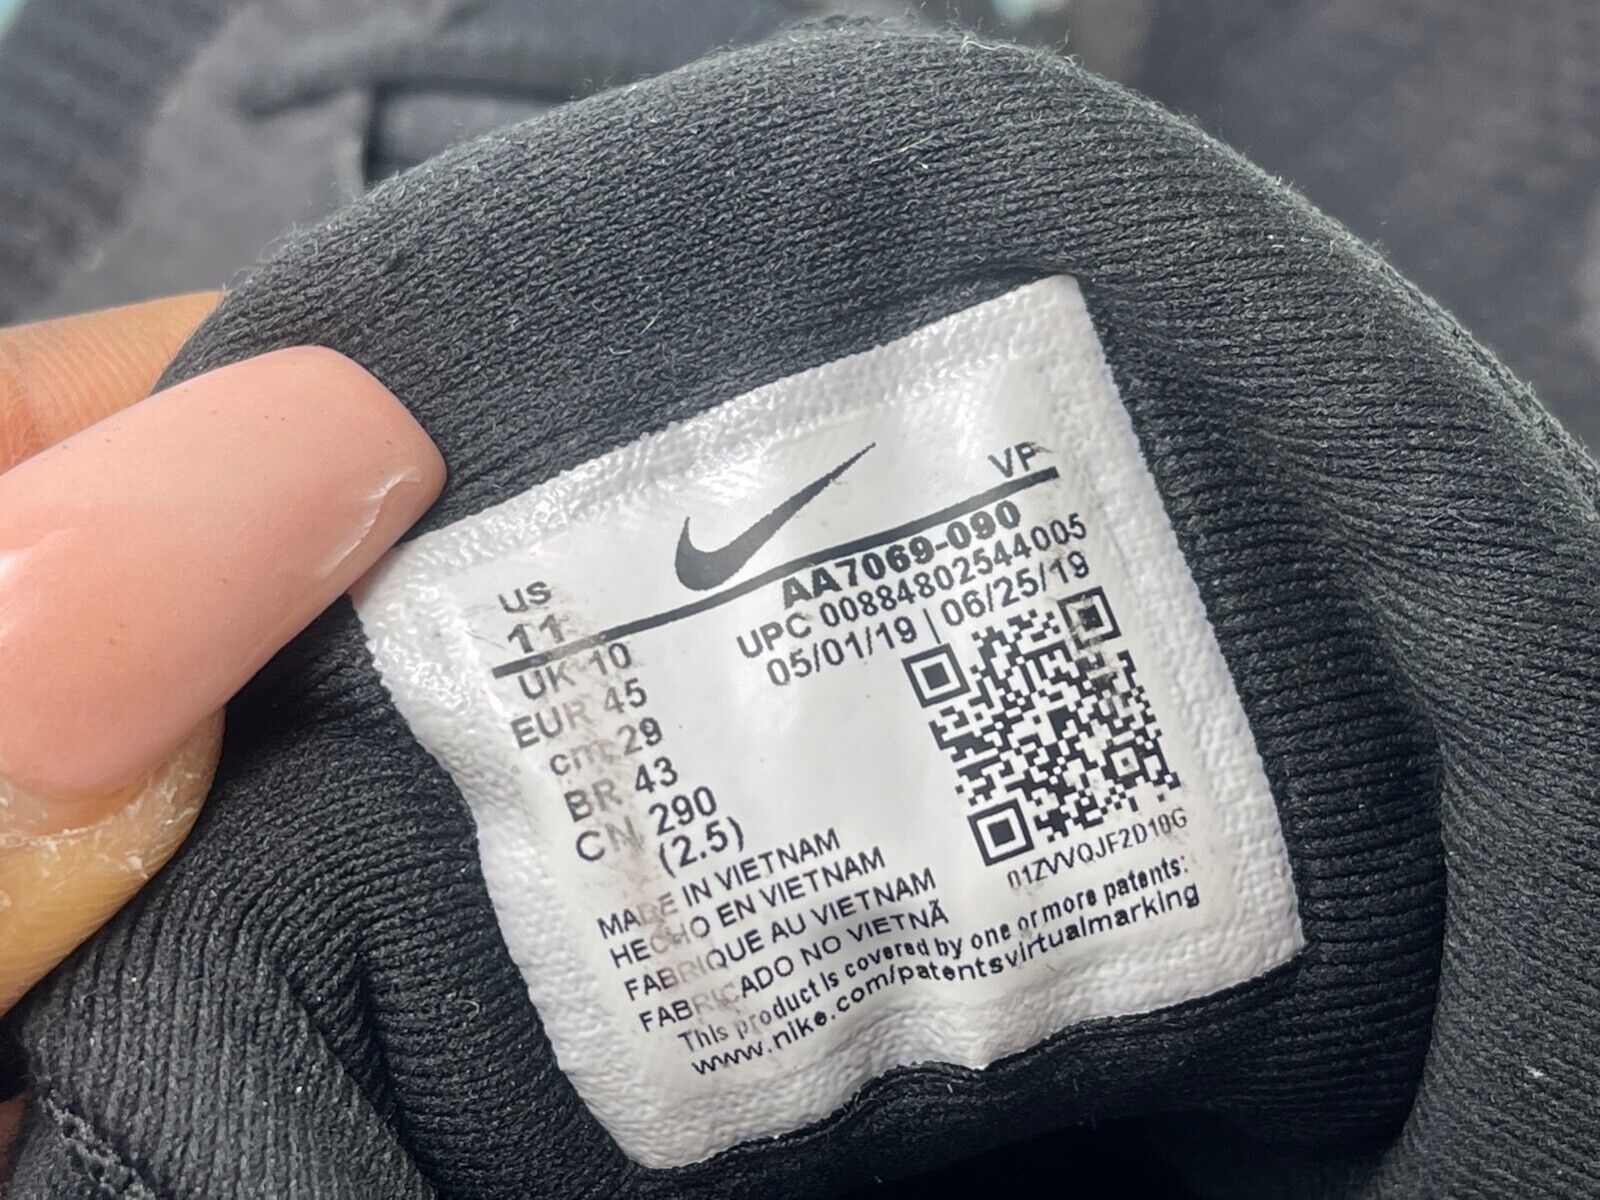 VP
US
11
AA7069-090
UPC 00884802544005
05/01/19 | 06/25/19
UK 10
EUR 45
cm 29
BR 43
CN 290
(2.5)
MADE IN VIETNAM
HECHO EN VIETNAM
FABRIQUE AU VIETNAM
FABRICADO NO VIETNÃ
This product is covered by one or more patents:
www.nike.com/patentsvirtualmarking